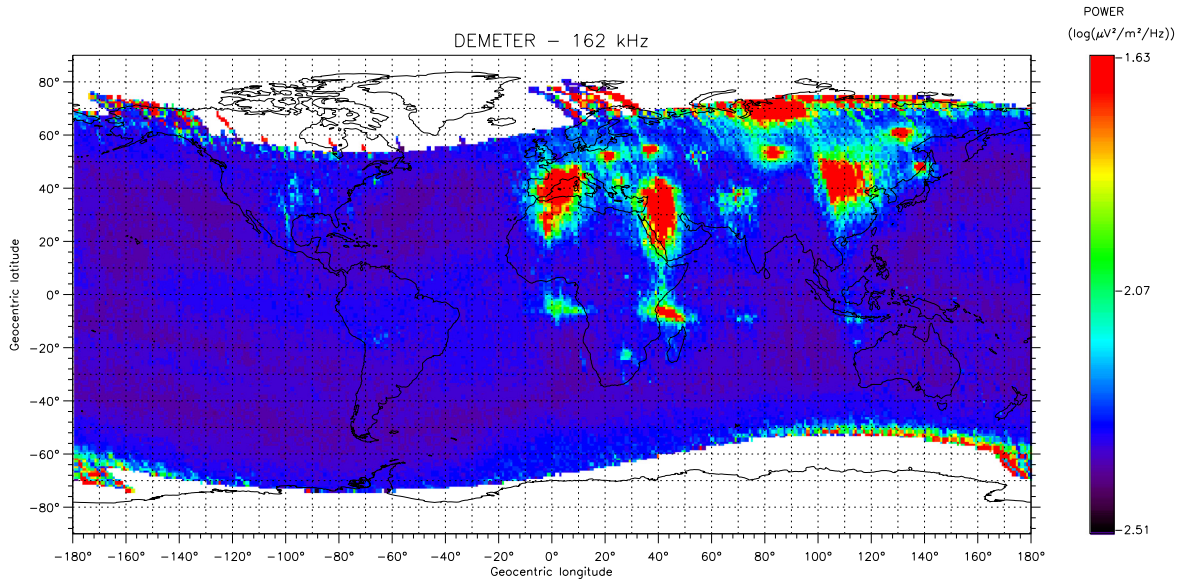 POWER
(log(μV²/m²/Hz))
DEMETER - 162 kHz
-1.63
-2.07
-2.51
80°
60°
40°
20°
0°
-20°
-40°
-60°
-80°
Geocentric latitude
-180° -160° -140° -120° -100° -80° -60° -40° -20° 0° 20° 40° 60° 80° 100° 120° 140° 160° 180°
Geocentric longitude